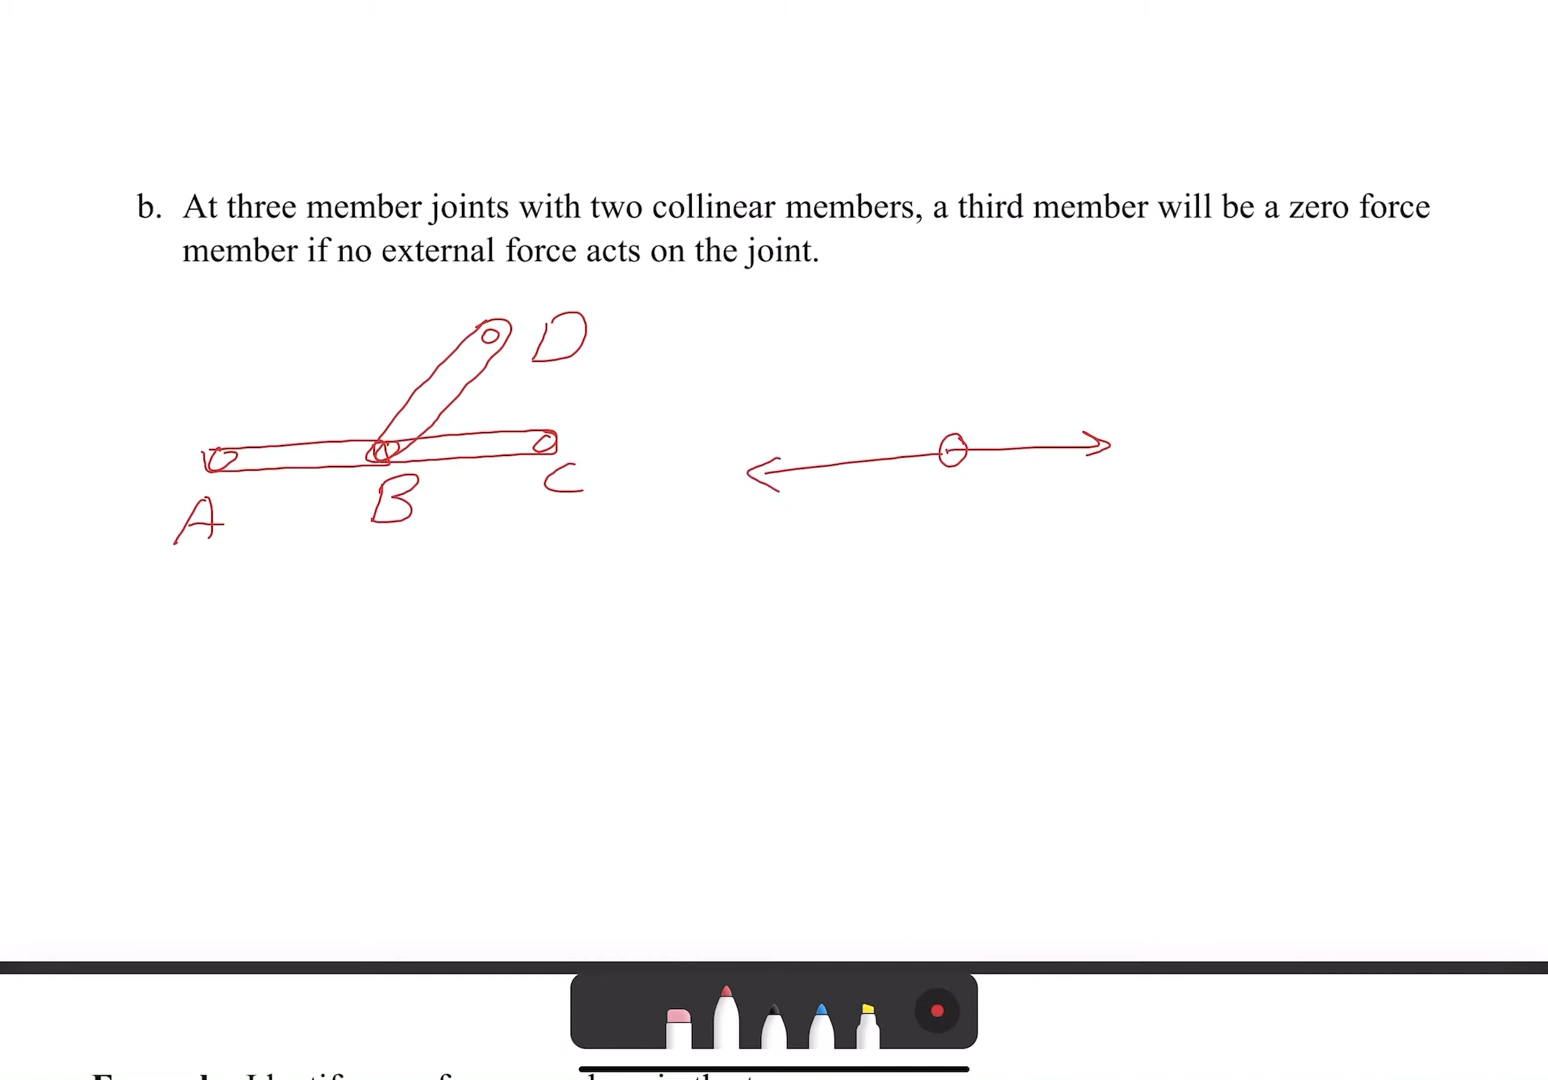 b. At three member joints with two collinear members, a third member will be a zero force
member if no external force acts on the joint.
D
A
B
C